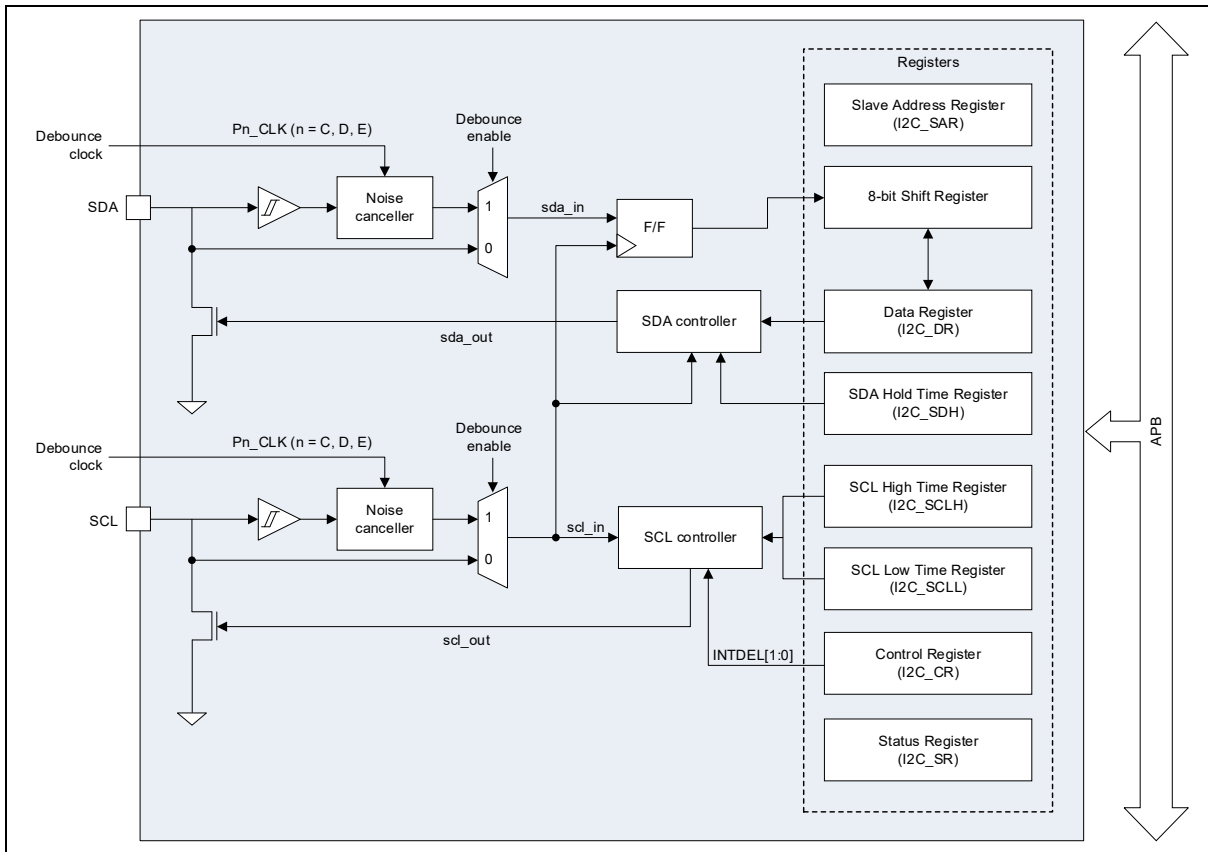 Registers
Slave Address Register
(I2C_SAR)
Debounce
enable
Pn_CLK (n = C, D, E)
Debounce
clock
SDA
Noise
canceller
1
0
sda_in
F/F
8-bit Shift Register
SDA controller
Data Register
(I2C_DR)
sda_out
SDA Hold Time Register
(I2C_SDH)
APB
Debounce
enable
Pn_CLK (n = C, D, E)
Debounce
clock
SCL
Noise
canceller
1
0
scl_in
SCL controller
SCL High Time Register
(I2C_SCLH)
SCL Low Time Register
(I2C_SCLL)
scl_out
INTDEL[1:0]
Control Register
(I2C_CR)
Status Register
(I2C_SR)